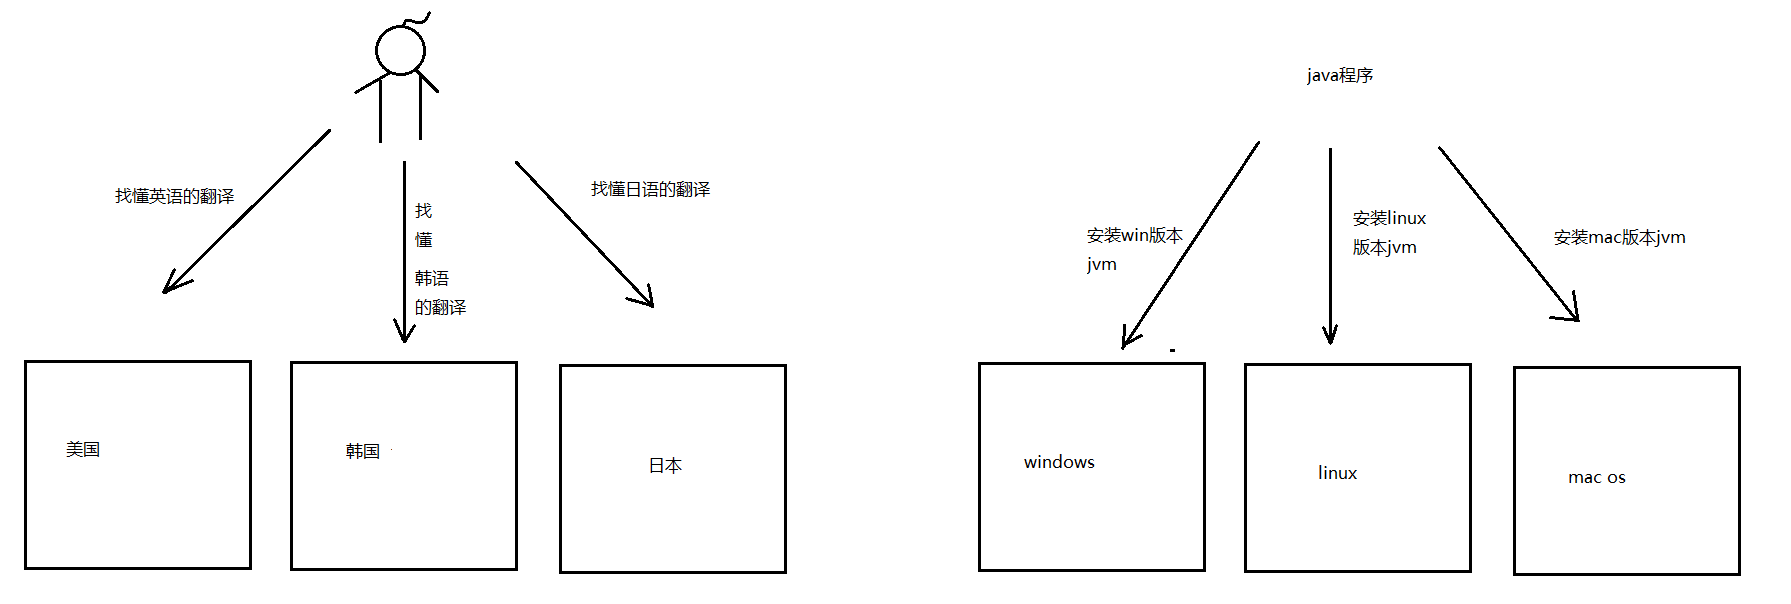 找懂英语的翻译
找
懂
韩语
的翻译
找懂日语的翻译
美国
韩国
日本
java程序
安装win版本
jvm
安装linux
版本jvm
安装mac版本jvm
windows
linux
mac os